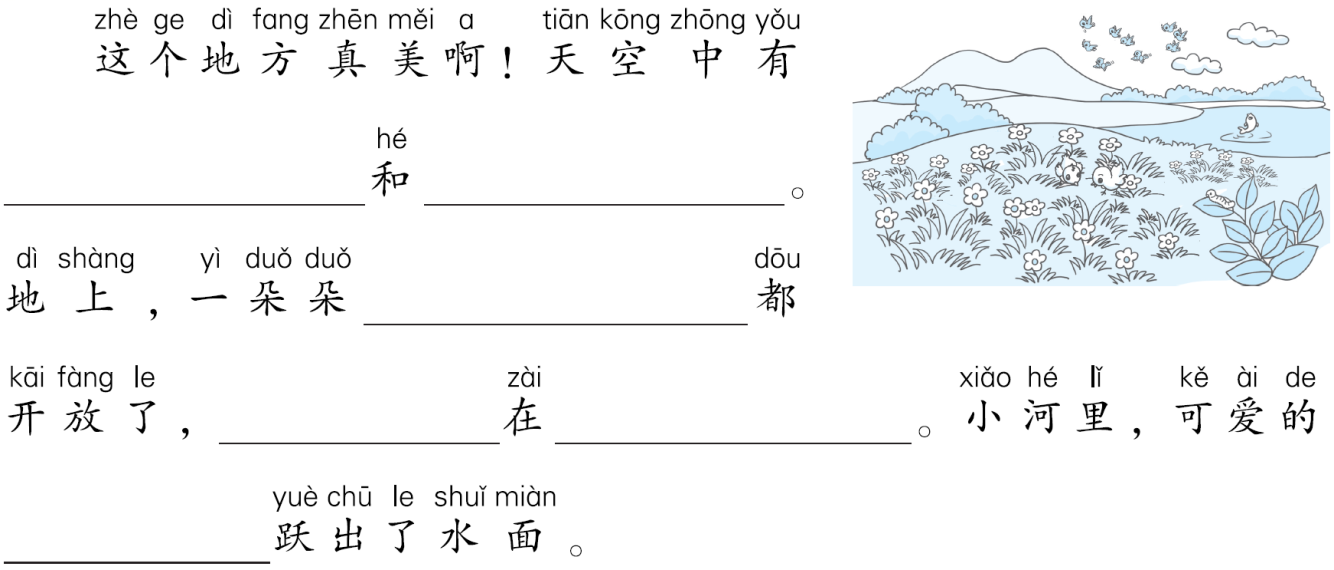 zhè ge dì fang zhēn měi a tiān kōng zhōng yǒu
这个地方真美啊！天空中有
hé
和 。
dì shàng yì duǒ duǒ dōu
地上，一朵朵 都
kāi fàng le zài xiǎo hé lǐ kě ài de
开放了， 在 。小河里，可爱的
yuè chū le shuǐ miàn
跃出了水面。